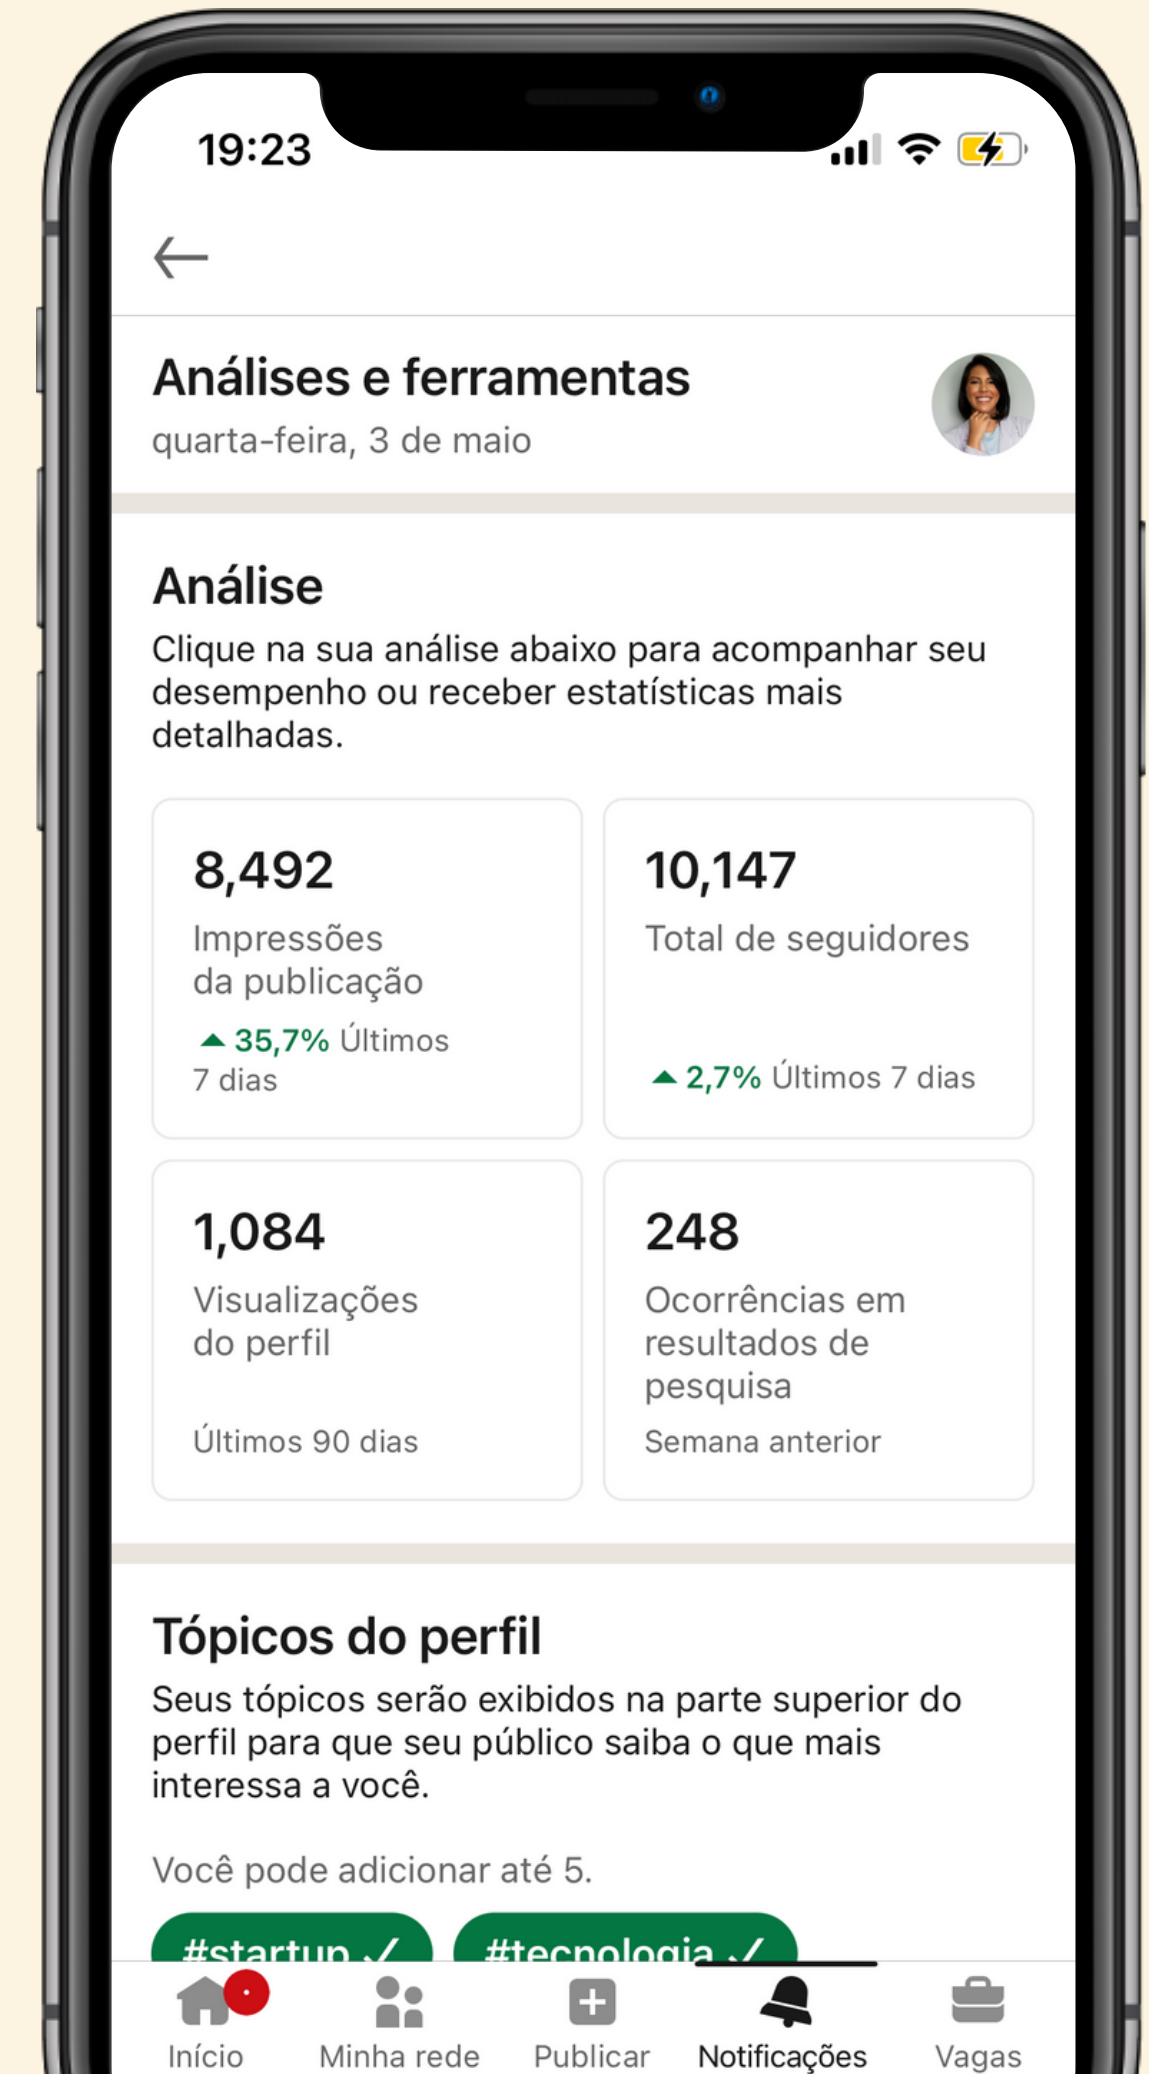 19:23
Análises e ferramentas
quarta-feira, 3 de maio
Análise
Clique na sua análise abaixo para acompanhar seu
desempenho ou receber estatísticas mais
detalhadas.
8,492
Impressões
da publicação
35,7% Últimos
7 dias
10,147
Total de seguidores
2,7% Últimos 7 dias
1,084
Visualizações
do perfil
Últimos 90 dias
248
Ocorrências em
resultados de
pesquisa
Semana anterior
Tópicos do perfil
Seus tópicos serão exibidos na parte superior do
perfil para que seu público saiba o que mais
interessa a você.
Você pode adicionar até 5.
#startup ✓
#tecnologia ✓
Início
Minha rede
Publicar
Notificações
Vagas